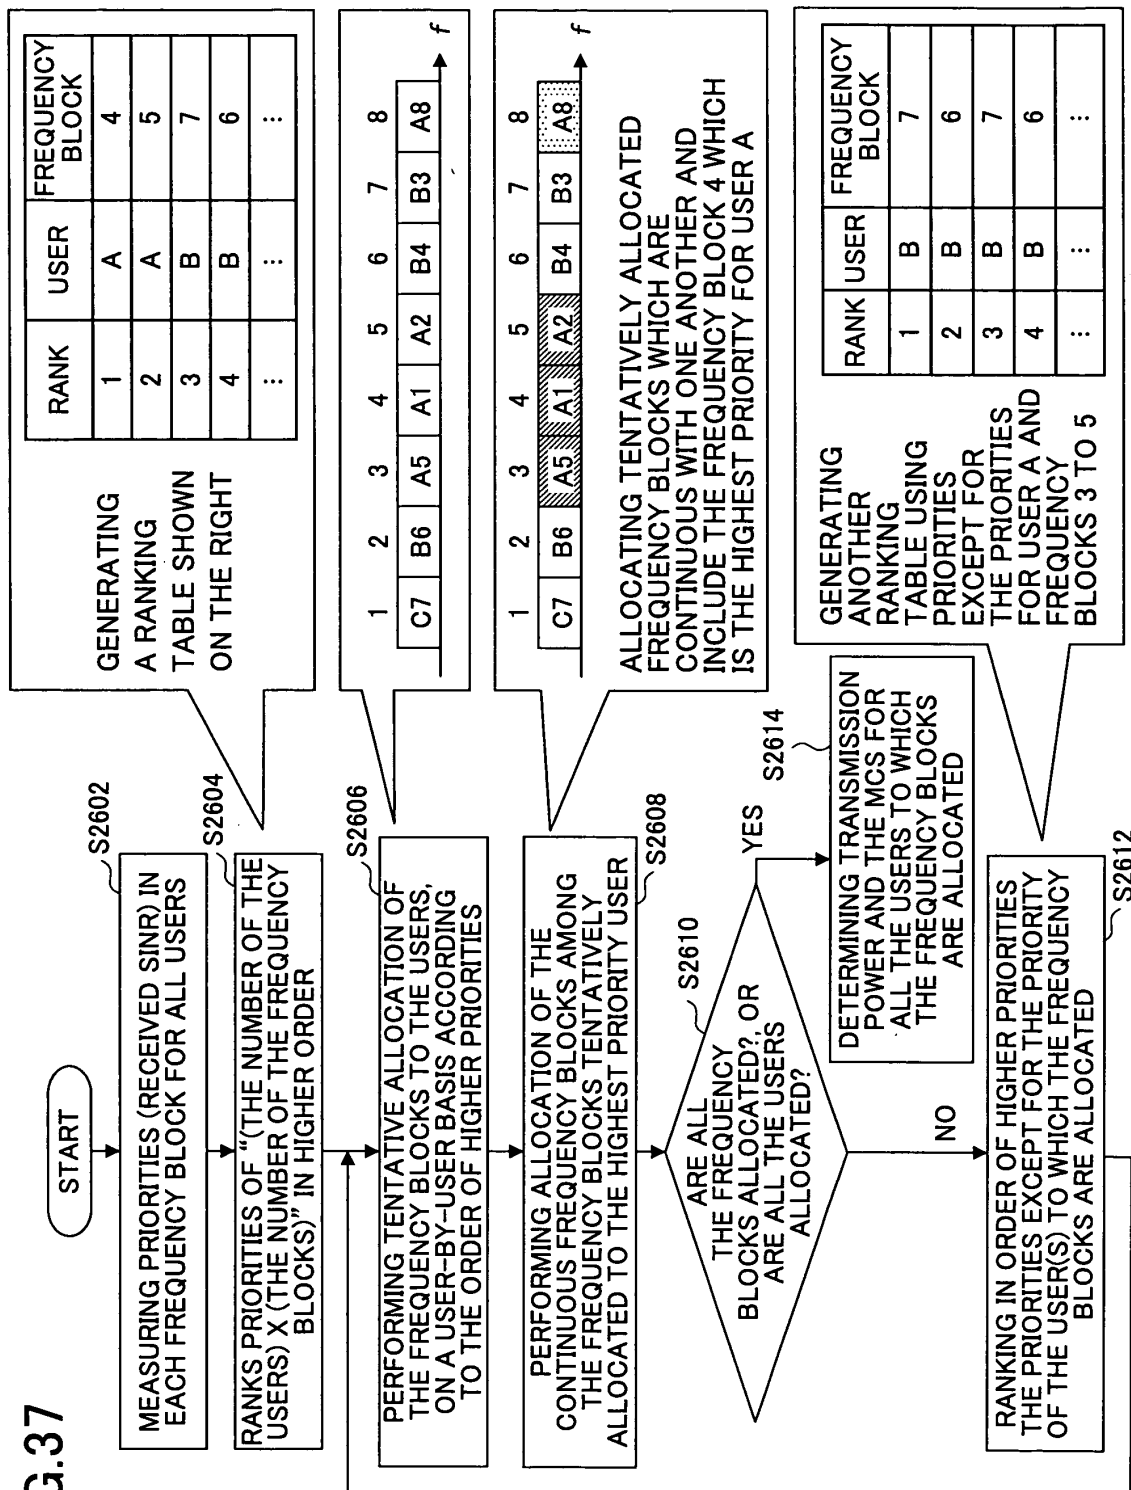 G.37
START
S2602
MEASURING PRIORITIES (RECEIVED SINR) IN
EACH FREQUENCY BLOCK FOR ALL USERS
S2604
RANKS PRIORITIES OF “(THE NUMBER OF THE
USERS) X (THE NUMBER OF THE FREQUENCY
BLOCKS)” IN HIGHER ORDER
GENERATING
A RANKING
TABLE SHOWN
ON THE RIGHT
RANK USER FREQUENCY
BLOCK
1 A 4
2 A 5
3 B 7
4 B 6
⋮ ⋮ ⋮
S2606
PERFORMING TENTATIVE ALLOCATION OF
THE FREQUENCY BLOCKS TO THE USERS,
ON A USER-BY-USER BASIS ACCORDING
TO THE ORDER OF HIGHER PRIORITIES
1 2 3 4 5 6 7 8
C7 B6 A5 A1 A2 B4 B3 A8
f
S2608
PERFORMING ALLOCATION OF THE
CONTINUOUS FREQUENCY BLOCKS AMONG
THE FREQUENCY BLOCKS TENTATIVELY
ALLOCATED TO THE HIGHEST PRIORITY USER
1 2 3 4 5 6 7 8
C7 B6 A5 A1 A2 B4 B3 A8
f
ALLOCATING TENTATIVELY ALLOCATED
FREQUENCY BLOCKS WHICH ARE
CONTINUOUS WITH ONE ANOTHER AND
INCLUDE THE FREQUENCY BLOCK 4 WHICH
IS THE HIGHEST PRIORITY FOR USER A
S2610
ARE ALL
THE FREQUENCY
BLOCKS ALLOCATED?, OR
ARE ALL THE USERS
ALLOCATED?
YES
NO
S2614
DETERMINING TRANSMISSION
POWER AND THE MCS FOR
ALL THE USERS TO WHICH
THE FREQUENCY BLOCKS
ARE ALLOCATED
S2612
RANKING IN ORDER OF HIGHER PRIORITIES
THE PRIORITIES EXCEPT FOR THE PRIORITY
OF THE USER(S) TO WHICH THE FREQUENCY
BLOCKS ARE ALLOCATED
GENERATING
ANOTHER
RANKING
TABLE USING
PRIORITIES
EXCEPT FOR
THE PRIORITIES
FOR USER A AND
FREQUENCY
BLOCKS 3 TO 5
RANK USER FREQUENCY
BLOCK
1 B 7
2 B 6
3 B 7
4 B 6
⋮ ⋮ ⋮